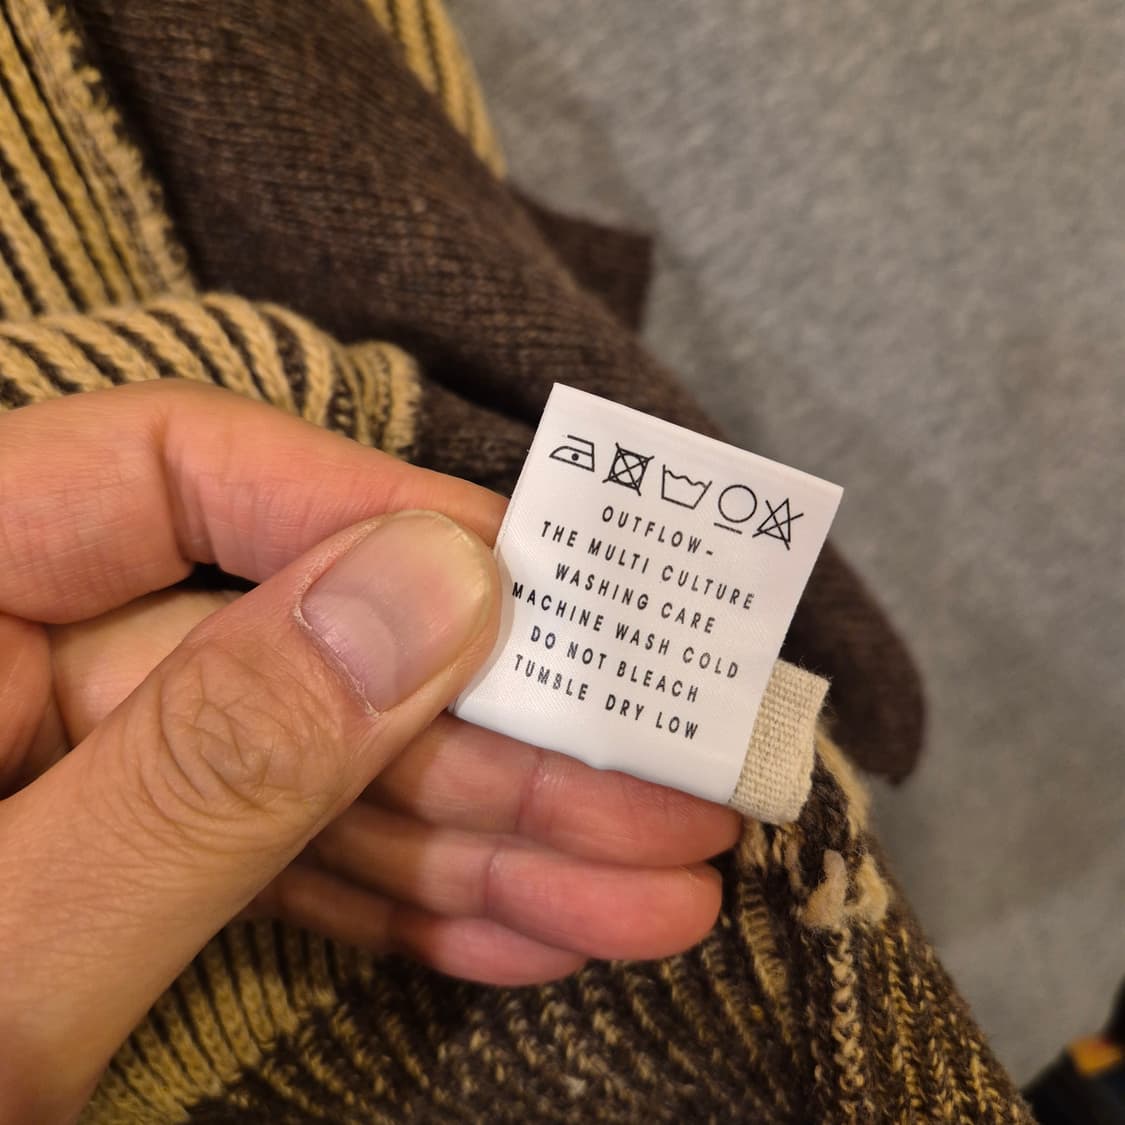 OUTFLOW-
THE MULTI CULTURE
WASHING CARE
MACHINE WASH COLD
DO NOT BLEACH
TUMBLE DRY LOW